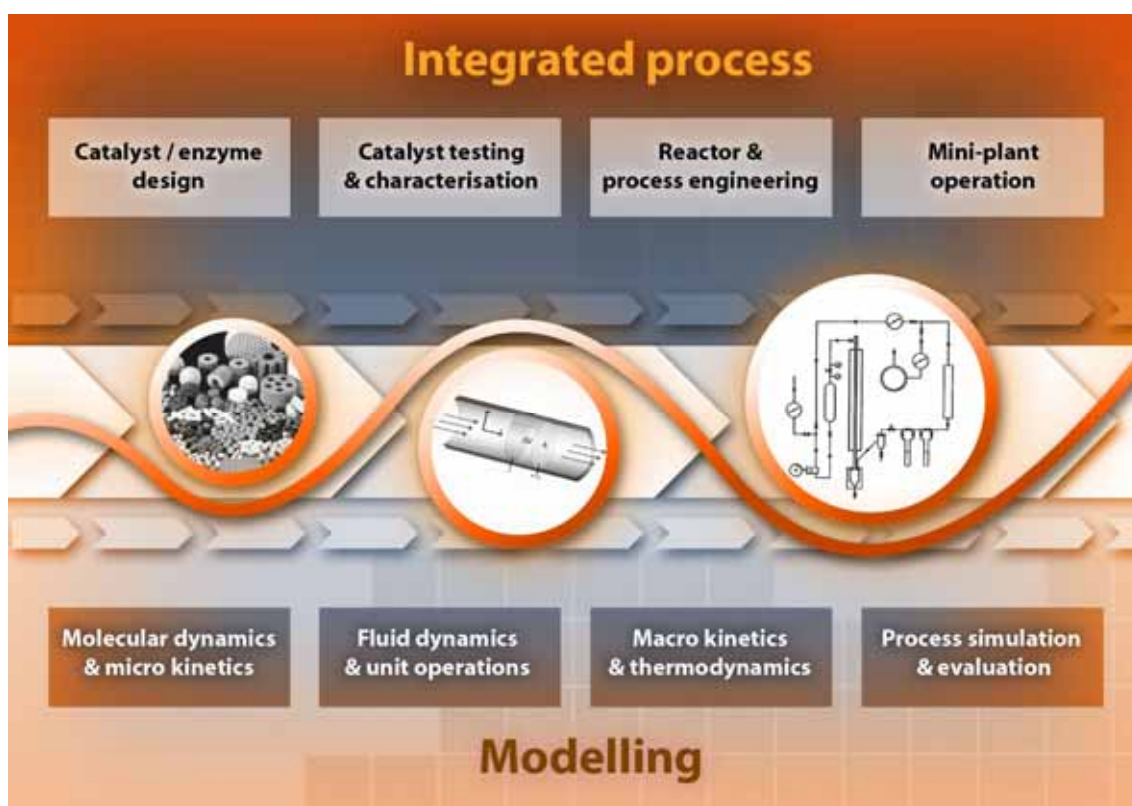 Integrated process
Catalyst / enzyme
design
Catalyst testing
& characterisation
Reactor &
process engineering
Mini-plant
operation
Molecular dynamics
& micro kinetics
Fluid dynamics
& unit operations
Macro kinetics
& thermodynamics
Process simulation
& evaluation
Modelling